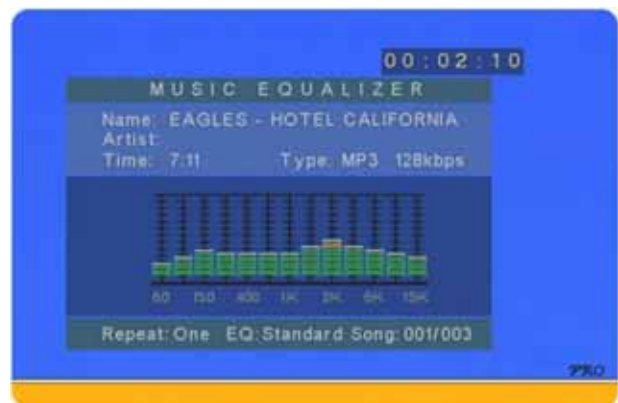 00:02:10
MUSIC EQUALIZER
Name: EAGLES - HOTEL CALIFORNIA
Artist:
Time: 7:11 Type: MP3 128kbps
60 150 400 1K 2K 6K 15K
Repeat: One EQ: Standard Song: 001/003
PRO